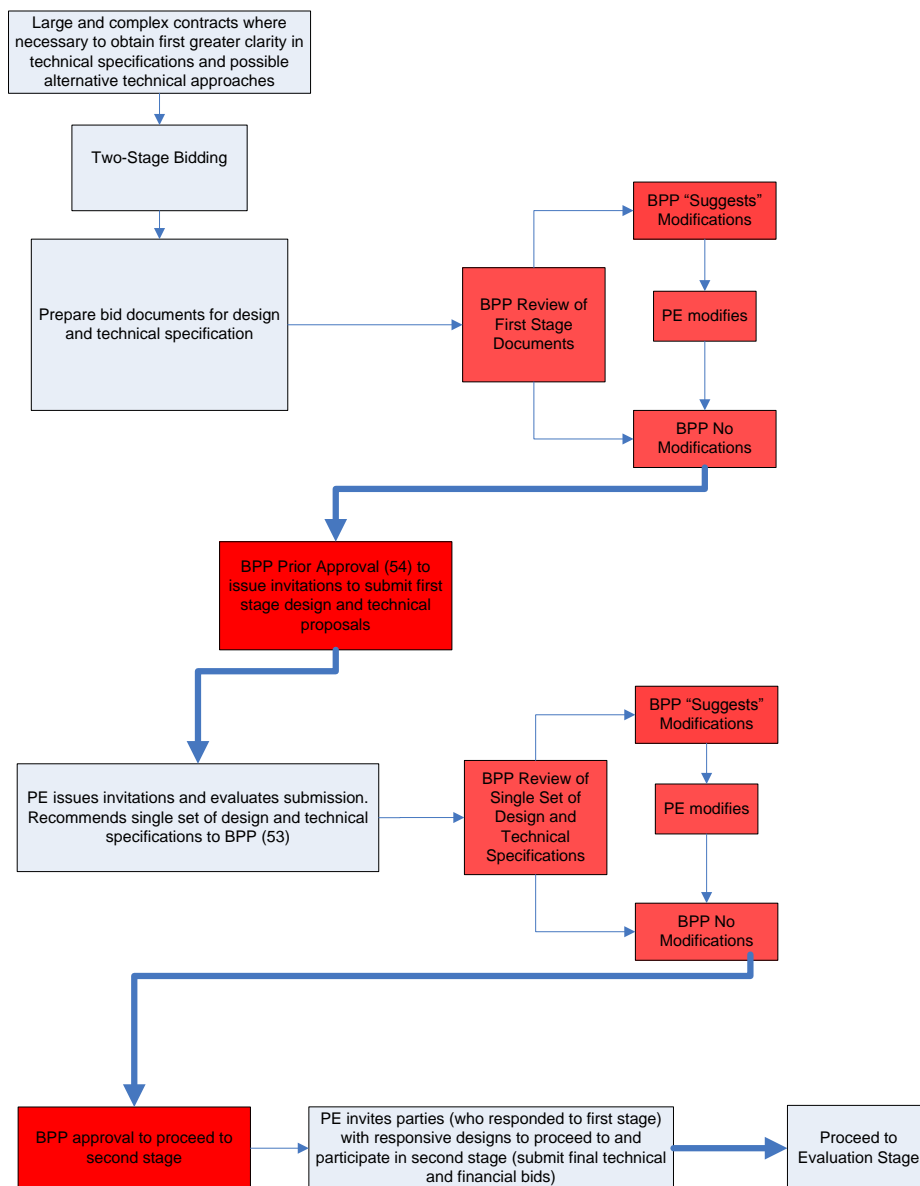 Large and complex contracts where
necessary to obtain first greater clarity in
technical specifications and possible
alternative technical approaches
Two-Stage Bidding
Prepare bid documents for design
and technical specification
BPP Review of
First Stage
Documents
BPP “Suggests”
Modifications
PE modifies
BPP No
Modifications
BPP Prior Approval (54) to
issue invitations to submit first
stage design and technical
proposals
PE issues invitations and evaluates submission.
Recommends single set of design and technical
specifications to BPP (53)
BPP Review of
Single Set of
Design and
Technical
Specifications
BPP “Suggests”
Modifications
PE modifies
BPP No
Modifications
BPP approval to proceed to
second stage
PE invites parties (who responded to first stage)
with responsive designs to proceed to and
participate in second stage (submit final technical
and financial bids)
Proceed to
Evaluation Stage